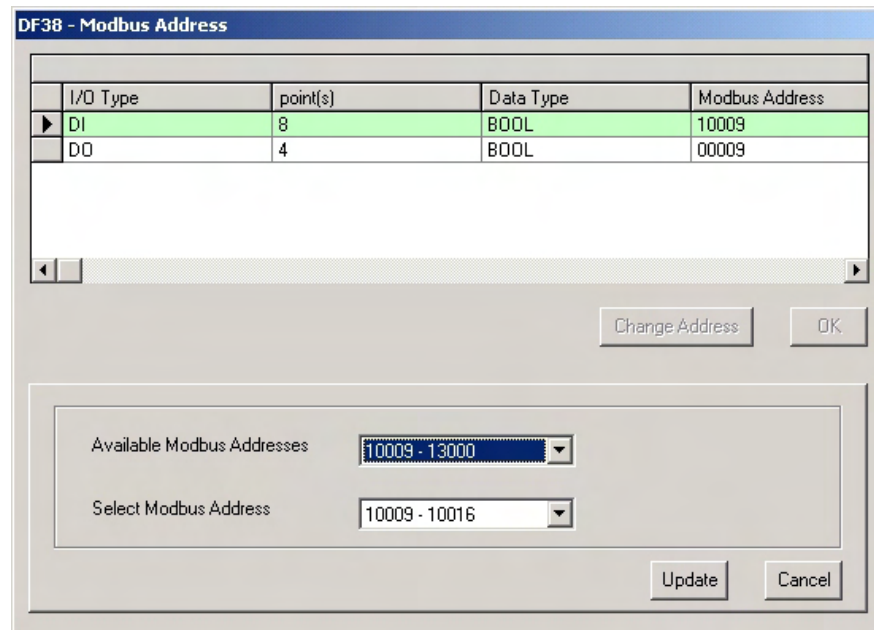 DF38 - Modbus Address
I/O Type point(s) Data Type Modbus Address
DI 8 BOOL 10009
DO 4 BOOL 00009
Change Address OK
Available Modbus Addresses 10009 - 13000
Select Modbus Address 10009 - 10016
Update Cancel